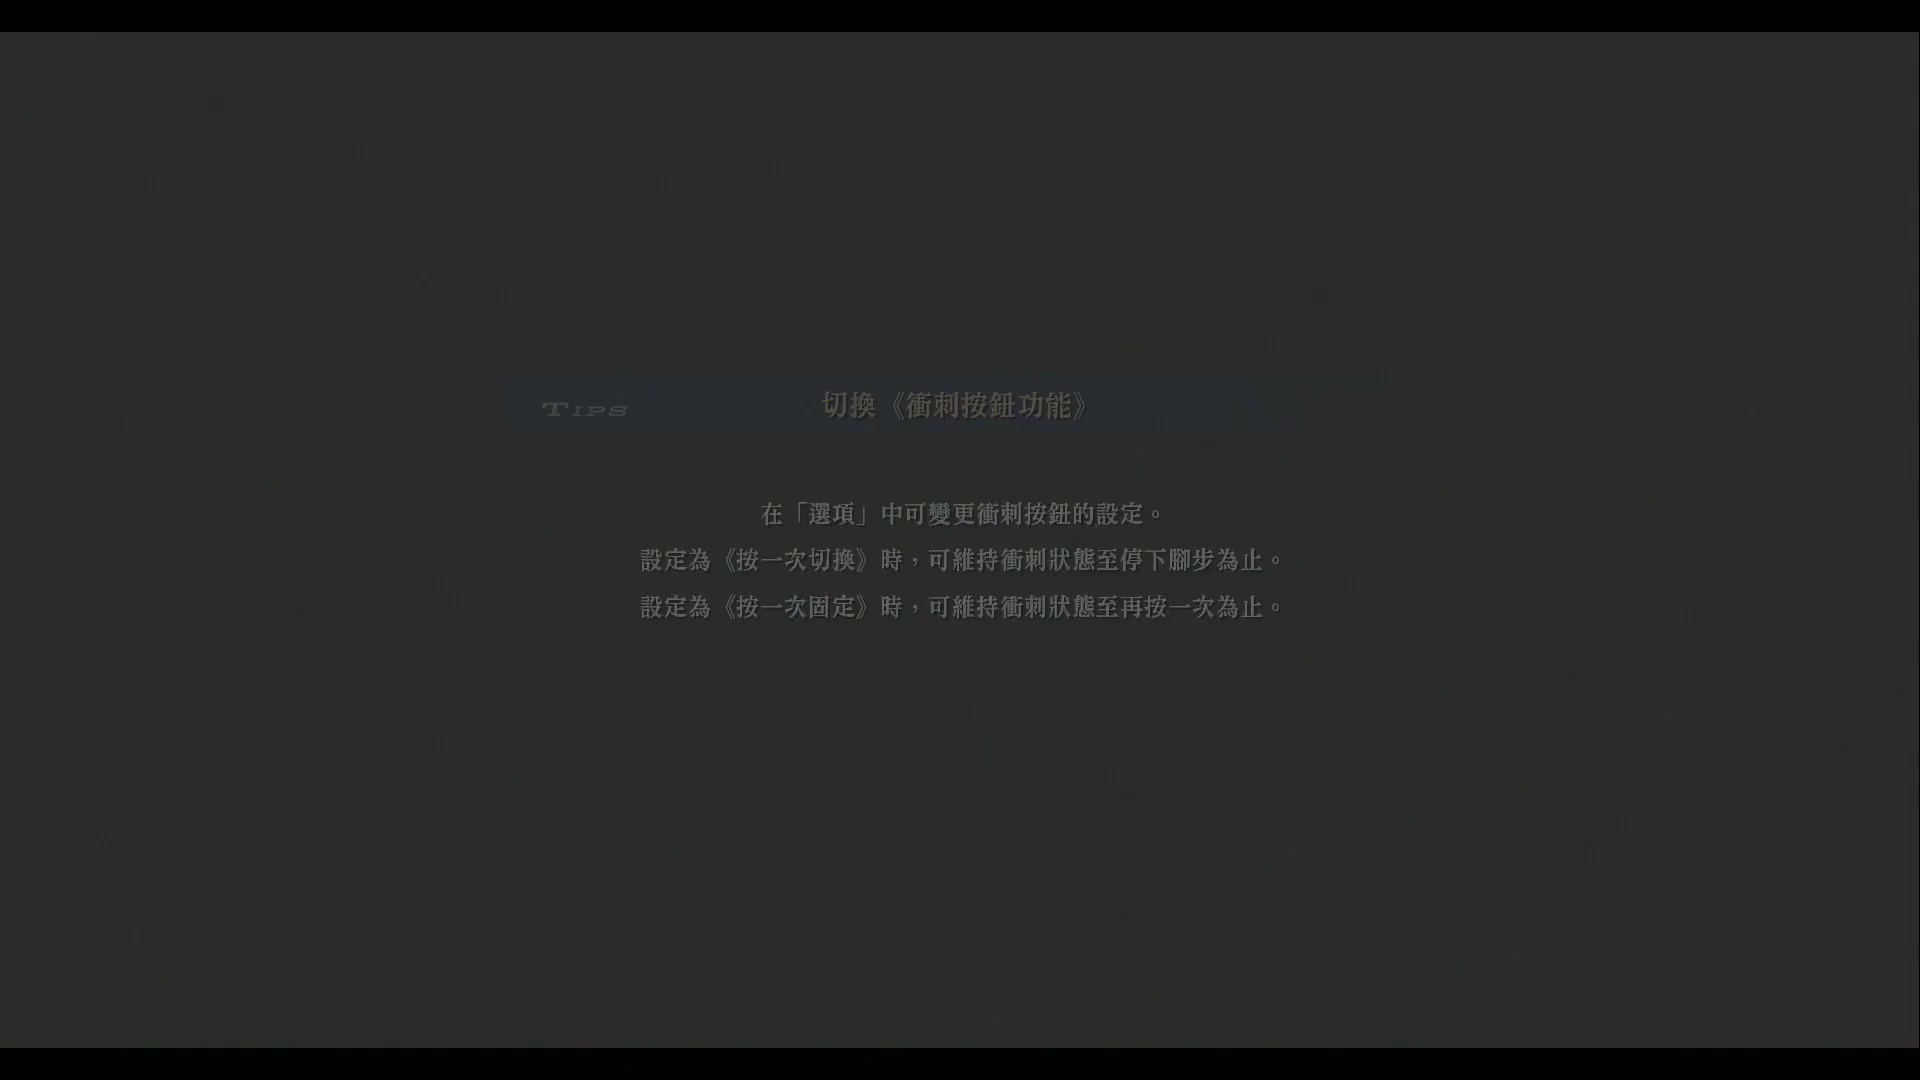 TIPS
切換《衝刺按鈕功能》
在「選項」中可變更衝刺按鈕的設定。
設定為《按一次切換》時，可維持衝刺狀態至停下腳步為止。
設定為《按一次固定》時，可維持衝刺狀態至再按一次為止。